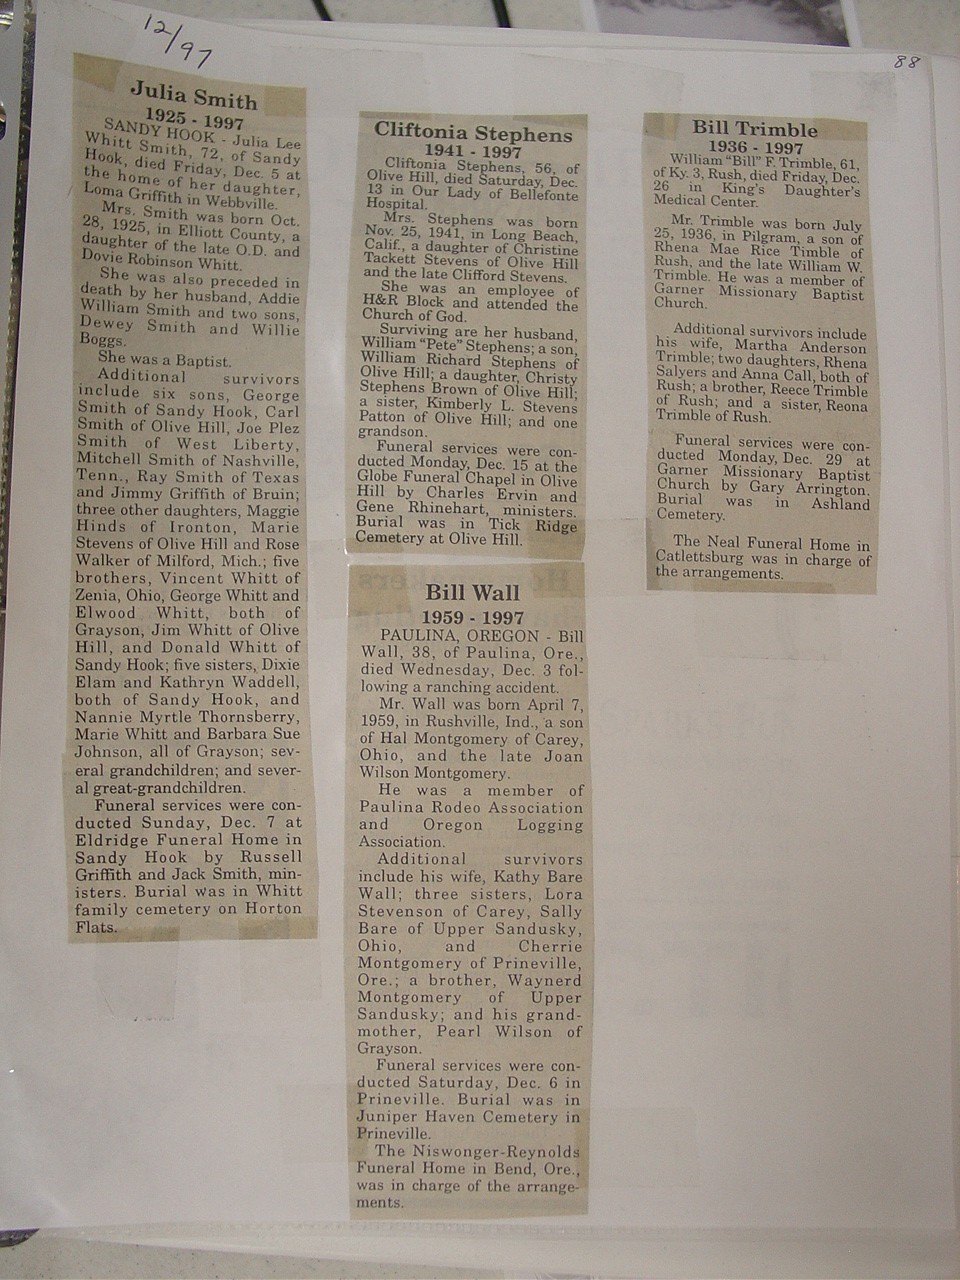 12/97
88
Julia Smith
1925 - 1997
SANDY HOOK - Julia Lee
Whitt Smith, 72, of Sandy
Hook, died Friday, Dec. 5 at
the home of her daughter,
Loma Griffith in Webbville.
Mrs. Smith was born Oct.
28, 1925, in Elliott County, a
daughter of the late O.D. and
Dovie Robinson Whitt.
She was also preceded in
death by her husband, Addie
William Smith and two sons,
Dewey Smith and Willie
Boggs.
She was a Baptist.
Additional survivors
include six sons, George
Smith of Sandy Hook, Carl
Smith of Olive Hill, Joe Plez
Smith of West Liberty,
Mitchell Smith of Nashville,
Tenn., Ray Smith of Texas
and Jimmy Griffith of Bruin;
three other daughters, Maggie
Hinds of Ironton, Marie
Stevens of Olive Hill and Rose
Walker of Milford, Mich.; five
brothers, Vincent Whitt of
Zenia, Ohio, George Whitt and
Elwood Whitt, both of
Grayson, Jim Whitt of Olive
Hill, and Donald Whitt of
Sandy Hook; five sisters, Dixie
Elam and Kathryn Waddell,
both of Sandy Hook, and
Nannie Myrtle Thornsberry,
Marie Whitt and Barbara Sue
Johnson, all of Grayson; sev-
eral grandchildren; and sever-
al great-grandchildren.
Funeral services were con-
ducted Sunday, Dec. 7 at
Eldridge Funeral Home in
Sandy Hook by Russell
Griffith and Jack Smith, min-
isters. Burial was in Whitt
family cemetery on Horton
Flats.
Cliftonia Stephens
1941 - 1997
Cliftonia Stephens, 56, of
Olive Hill, died Saturday, Dec.
13 in Our Lady of Bellefonte
Hospital.
Mrs. Stephens was born
Nov. 25, 1941, in Long Beach,
Calif., a daughter of Christine
Tackett Stevens of Olive Hill
and the late Clifford Stevens.
She was an employee of
H&R Block and attended the
Church of God.
Surviving are her husband,
William "Pete" Stephens; a son,
William Richard Stephens of
Olive Hill; a daughter, Christy
Stephens Brown of Olive Hill;
a sister, Kimberly L. Stevens
Patton of Olive Hill; and one
grandson.
Funeral services were con-
ducted Monday, Dec. 15 at the
Globe Funeral Chapel in Olive
Hill by Charles Ervin and
Gene Rhinehart, ministers.
Burial was in Tick Ridge
Cemetery at Olive Hill.
Bill Wall
1959 - 1997
PAULINA, OREGON - Bill
Wall, 38, of Paulina, Ore.,
died Wednesday, Dec. 3 fol-
lowing a ranching accident.
Mr. Wall was born April 7,
1959, in Rushville, Ind., a son
of Hal Montgomery of Carey,
Ohio, and the late Joan
Wilson Montgomery.
He was a member of
Paulina Rodeo Association
and Oregon Logging
Association.
Additional survivors
include his wife, Kathy Bare
Wall; three sisters, Lora
Stevenson of Carey, Sally
Bare of Upper Sandusky,
Ohio, and Cherrie
Montgomery of Prineville,
Ore.; a brother, Waynerd
Montgomery of Upper
Sandusky; and his grand-
mother, Pearl Wilson of
Grayson.
Funeral services were con-
ducted Saturday, Dec. 6 in
Prineville. Burial was in
Juniper Haven Cemetery in
Prineville.
The Niswonger-Reynolds
Funeral Home in Bend, Ore.,
was in charge of the arrange-
ments.
Bill Trimble
1936 - 1997
William "Bill" F. Trimble, 61,
of Ky. 3, Rush, died Friday, Dec.
26 in King's Daughter's
Medical Center.
Mr. Trimble was born July
25, 1936, in Pilgram, a son of
Rhena Mae Rice Timble of
Rush, and the late William W.
Trimble. He was a member of
Garner Missionary Baptist
Church.
Additional survivors include
his wife, Martha Anderson
Trimble; two daughters, Rhena
Salyers and Anna Call, both of
Rush; a brother, Reece Trimble
of Rush; and a sister, Reona
Trimble of Rush.
Funeral services were con-
ducted Monday, Dec. 29 at
Garner Missionary Baptist
Church by Gary Arrington.
Burial was in Ashland
Cemetery.
The Neal Funeral Home in
Catlettsburg was in charge of
the arrangements.